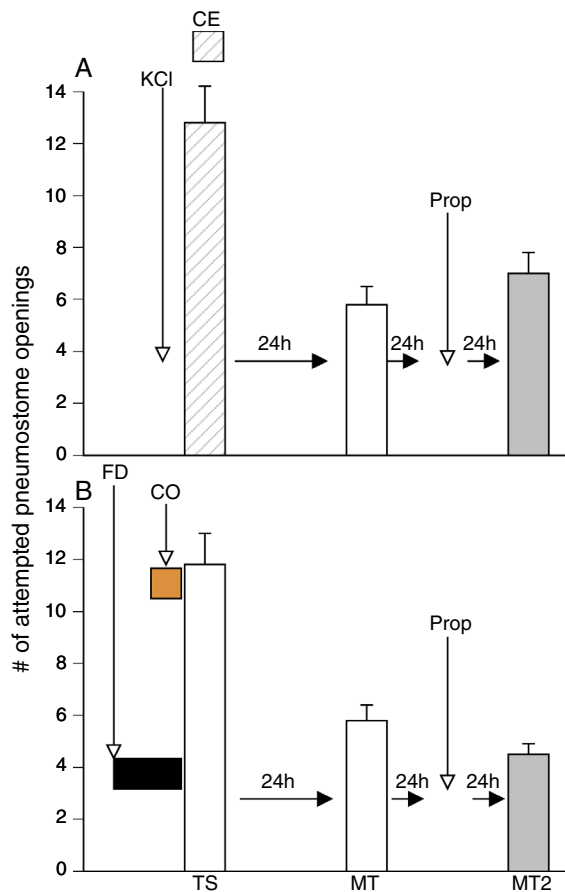 CE
A
KCl
14
12
10
Prop
8
6
24h
24h
24h
4
2
0
FD
B
CO
14
12
10
Prop
8
6
4
24h
24h
24h
2
0
TS
MT
MT2
# of attempted pneumostome openings